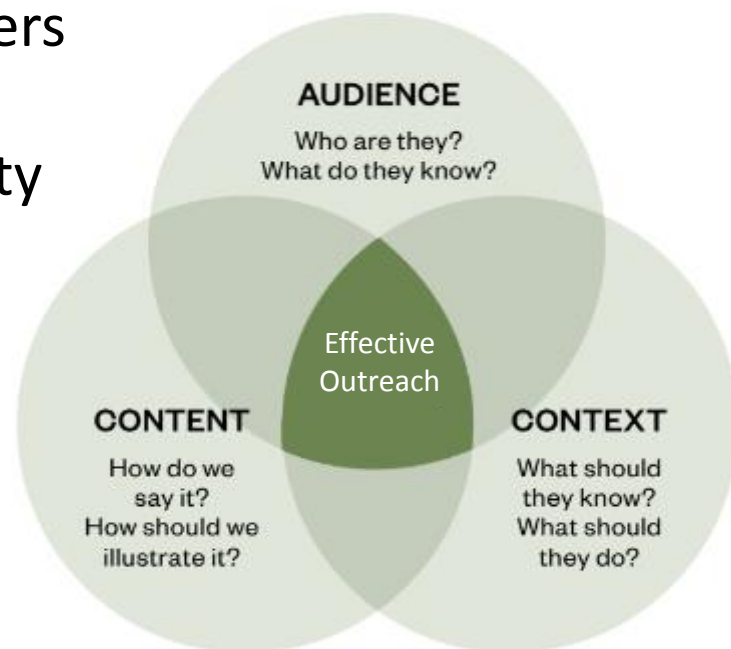 ers
ty
AUDIENCE
Who are they?
What do they know?
Effective
Outreach
CONTENT
How do we
say it?
How should we
illustrate it?
CONTEXT
What should
they know?
What should
they do?